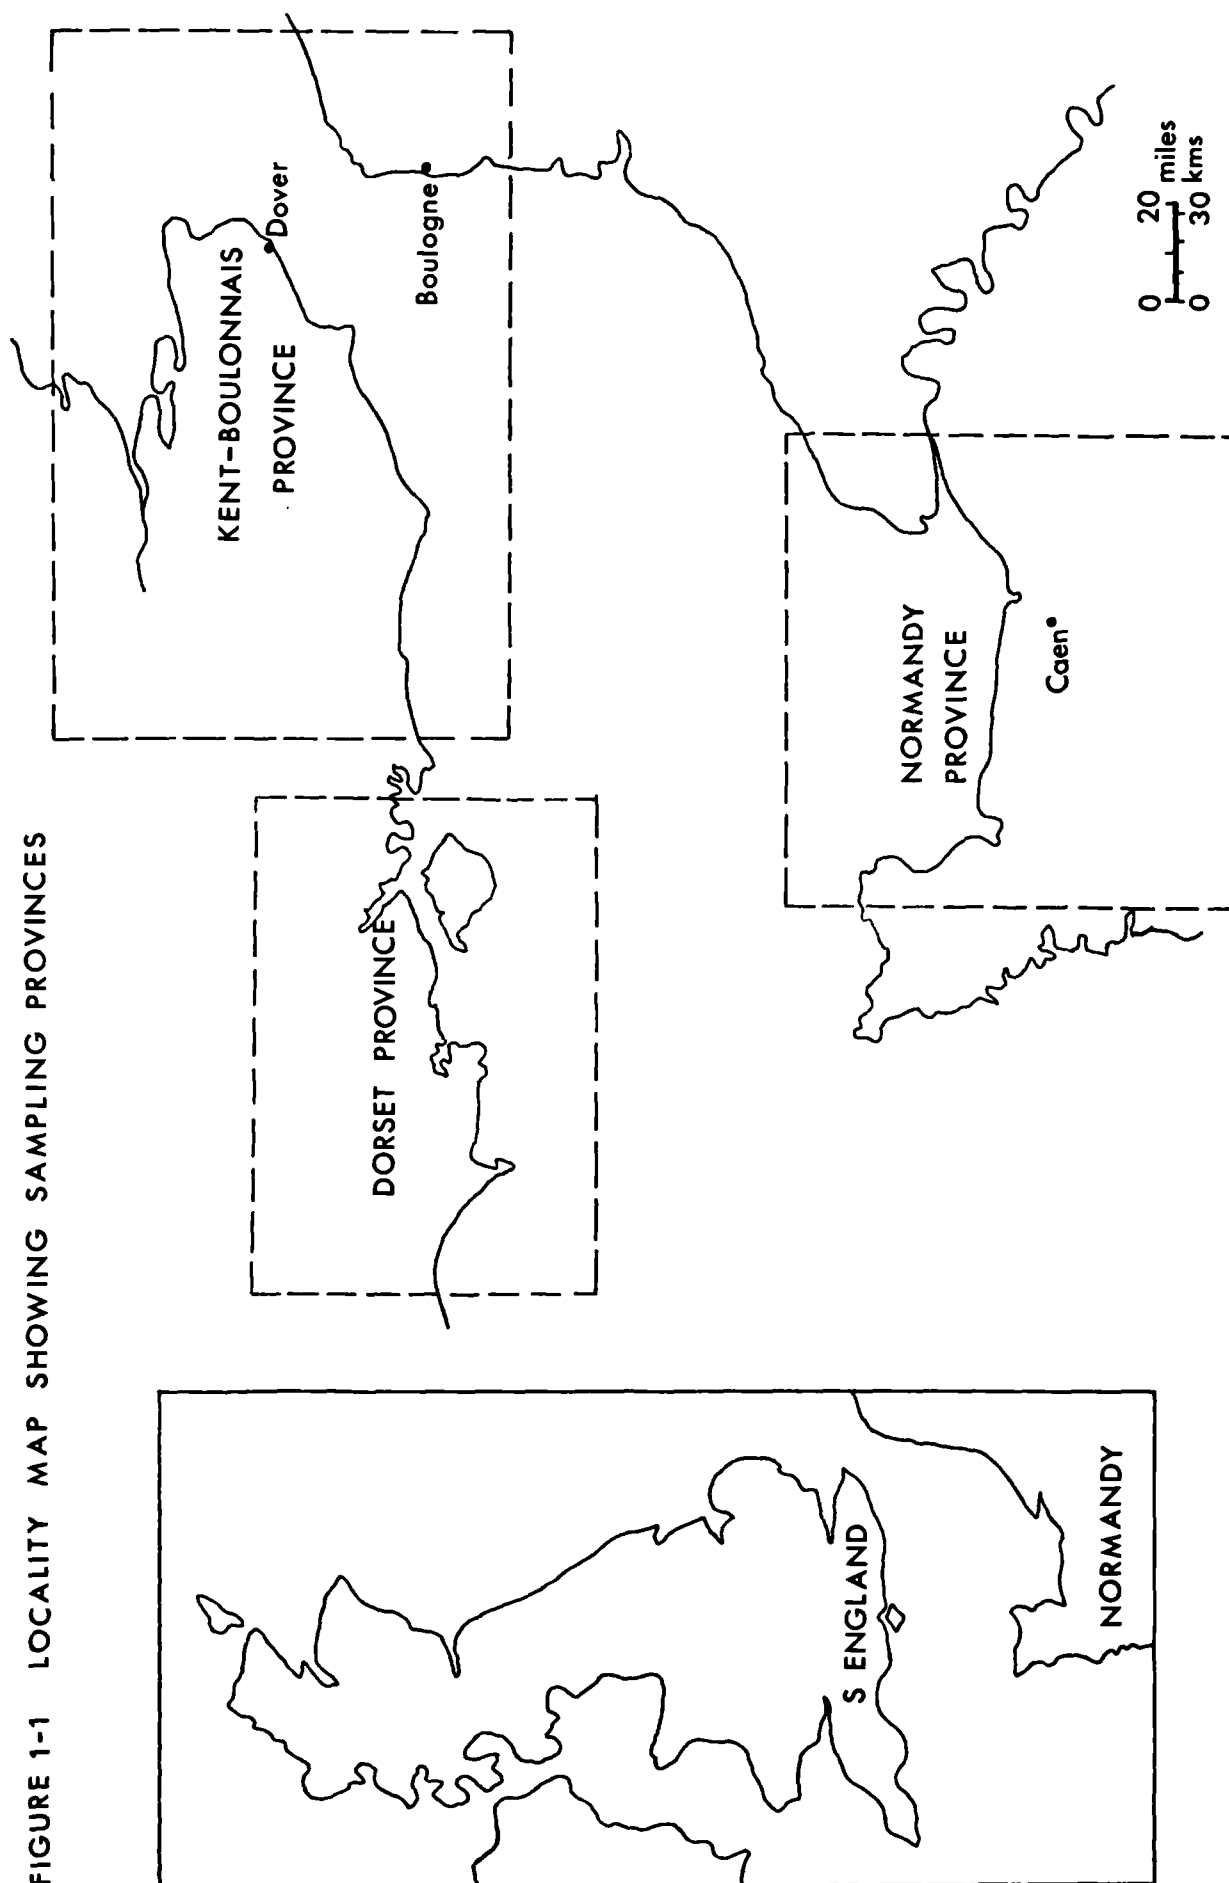 FIGURE 1-1 LOCALITY MAP SHOWING SAMPLING PROVINCES
S ENGLAND
NORMANDY
DORSET PROVINCE
KENT-BOULONNAIS
PROVINCE
Dover
Boulogne
NORMANDY
PROVINCE
Caen
0 20 miles
0 30 kms